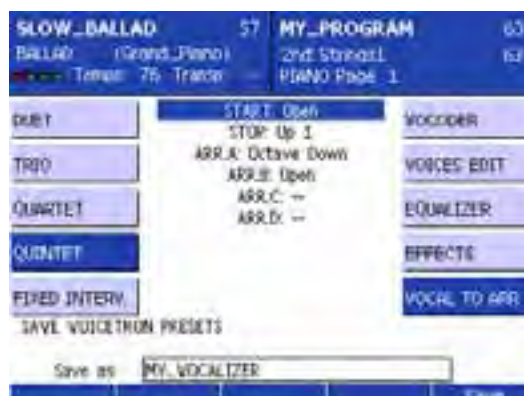 SLOW_BALLAD 57 MY_PROGRAM 63
BALLAD (Grand_Piano) 2nd Strings1 63
Tempo 76 Transp -- PIANO Page 1
DUET
TRIO
QUARTET
QUINTET
FIXED INTERV.
START: Open
STOP: Up 1
ARR.A: Octave Down
ARR.B: Open
ARR.C: --
ARR.D: --
VOCODER
VOICES EDIT
EQUALIZER
EFFECTS
VOCAL TO ARR
SAVE VOICETRON PRESETS
Save as MY_VOCALIZER
Save